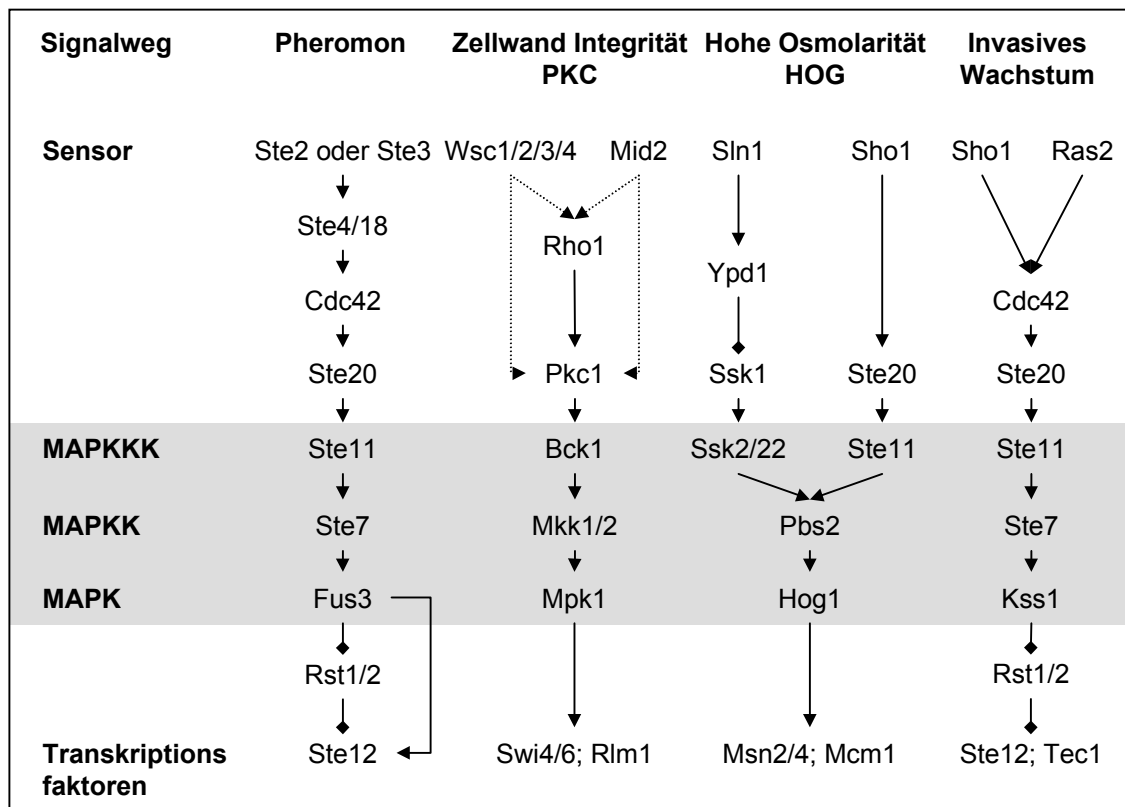 Signalweg Pheromon Zellwand Integrität Hohe Osmolarität Invasives
PKC HOG Wachstum
Sensor Ste2 oder Ste3 Wsc1/2/3/4 Mid2 Sln1 Sho1 Sho1 Ras2
Ste4/18
Rho1
Ypd1
Cdc42 Cdc42
Ste20 Pkc1 Ssk1 Ste20 Ste20
MAPKKK Ste11 Bck1 Ssk2/22 Ste11 Ste11
MAPKK Ste7 Mkk1/2 Pbs2 Ste7
MAPK Fus3 Mpk1 Hog1 Kss1
Rst1/2 Rst1/2
Transkriptions Ste12 Swi4/6; Rlm1 Msn2/4; Mcm1 Ste12; Tec1
faktoren